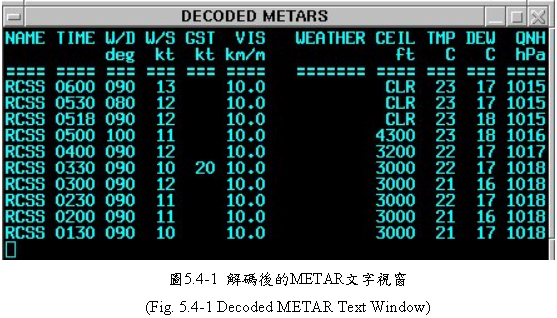 DECODED METARS
NAME TIME W/D W/S GST VIS WEATHER CEIL TMP DEW QNH
deg kt kt km/m ft C C hPa
==== ==== === === === ==== ======= ==== === === ====
RCSS 0600 090 13 10.0 CLR 23 17 1015
RCSS 0530 080 12 10.0 CLR 23 17 1015
RCSS 0518 090 12 10.0 CLR 23 18 1015
RCSS 0500 100 11 10.0 4300 23 18 1016
RCSS 0400 090 12 10.0 3200 22 17 1017
RCSS 0330 090 10 20 10.0 3000 22 17 1018
RCSS 0300 090 12 10.0 3000 21 16 1018
RCSS 0230 090 11 10.0 3000 22 17 1018
RCSS 0200 090 11 10.0 3000 21 16 1018
RCSS 0130 090 10 10.0 3000 21 17 1018
圖5.4-1 解碼後的METAR文字視窗
(Fig. 5.4-1 Decoded METAR Text Window)